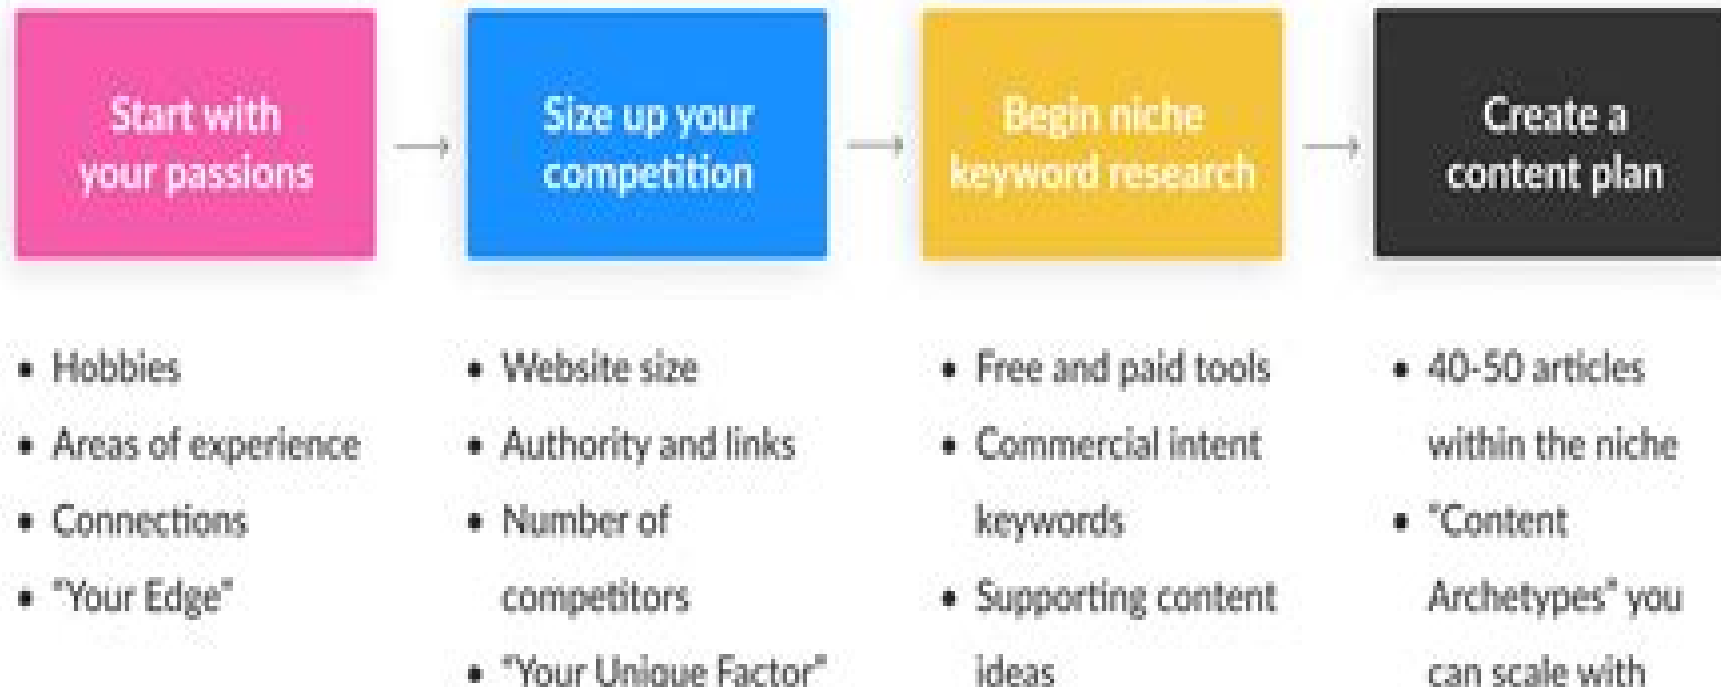 Start with
your passions
Size up your
competition
Begin niche
keyword research
Create a
content plan
• Hobbies
• Areas of experience
• Connections
• "Your Edge"
• Website size
• Authority and links
• Number of
competitors
• "Your Unique Factor"
• Free and paid tools
• Commercial intent
keywords
• Supporting content
ideas
• 40-50 articles
within the niche
• "Content
Archetypes" you
can scale with